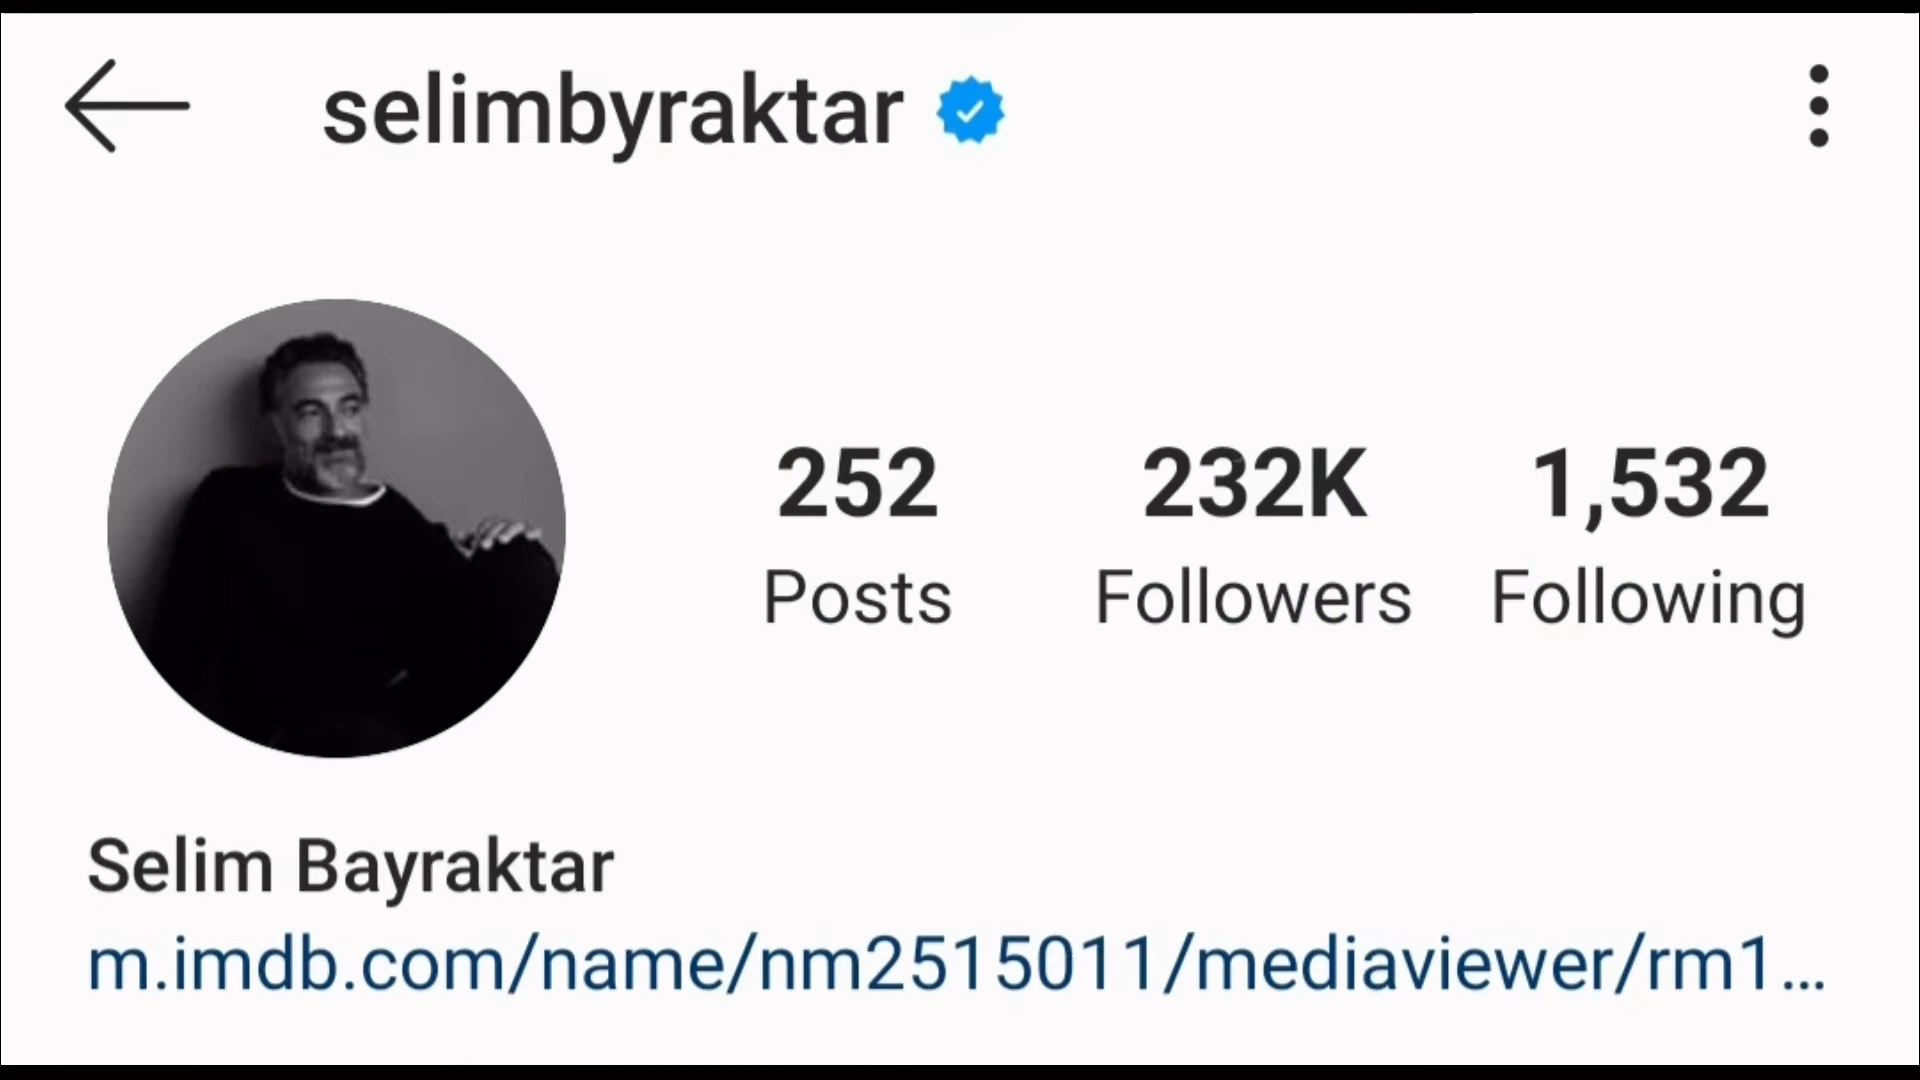 selimbyraktar
252 232K 1,532
Posts Followers Following
Selim Bayraktar
m.imdb.com/name/nm2515011/mediaviewer/rm1...